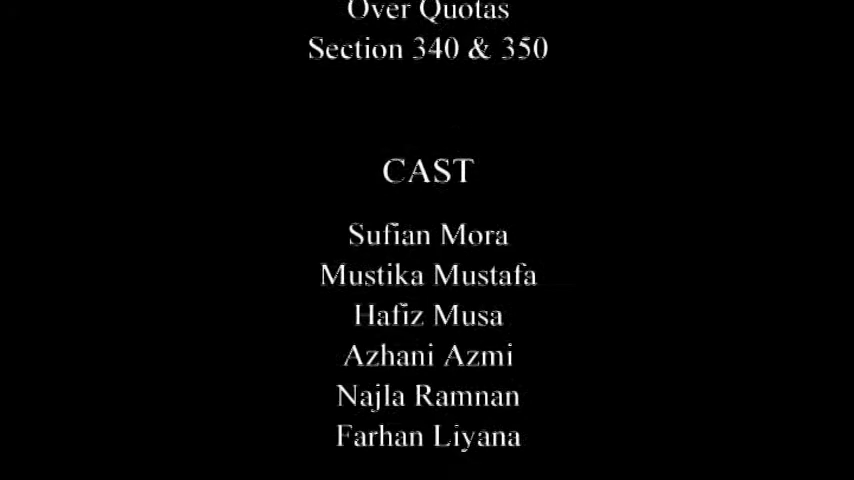 Over Quotas
Section 340 & 350
CAST
Sufian Mora
Mustika Mustafa
Hafiz Musa
Azhani Azmi
Najla Ramnan
Farhan Liyana